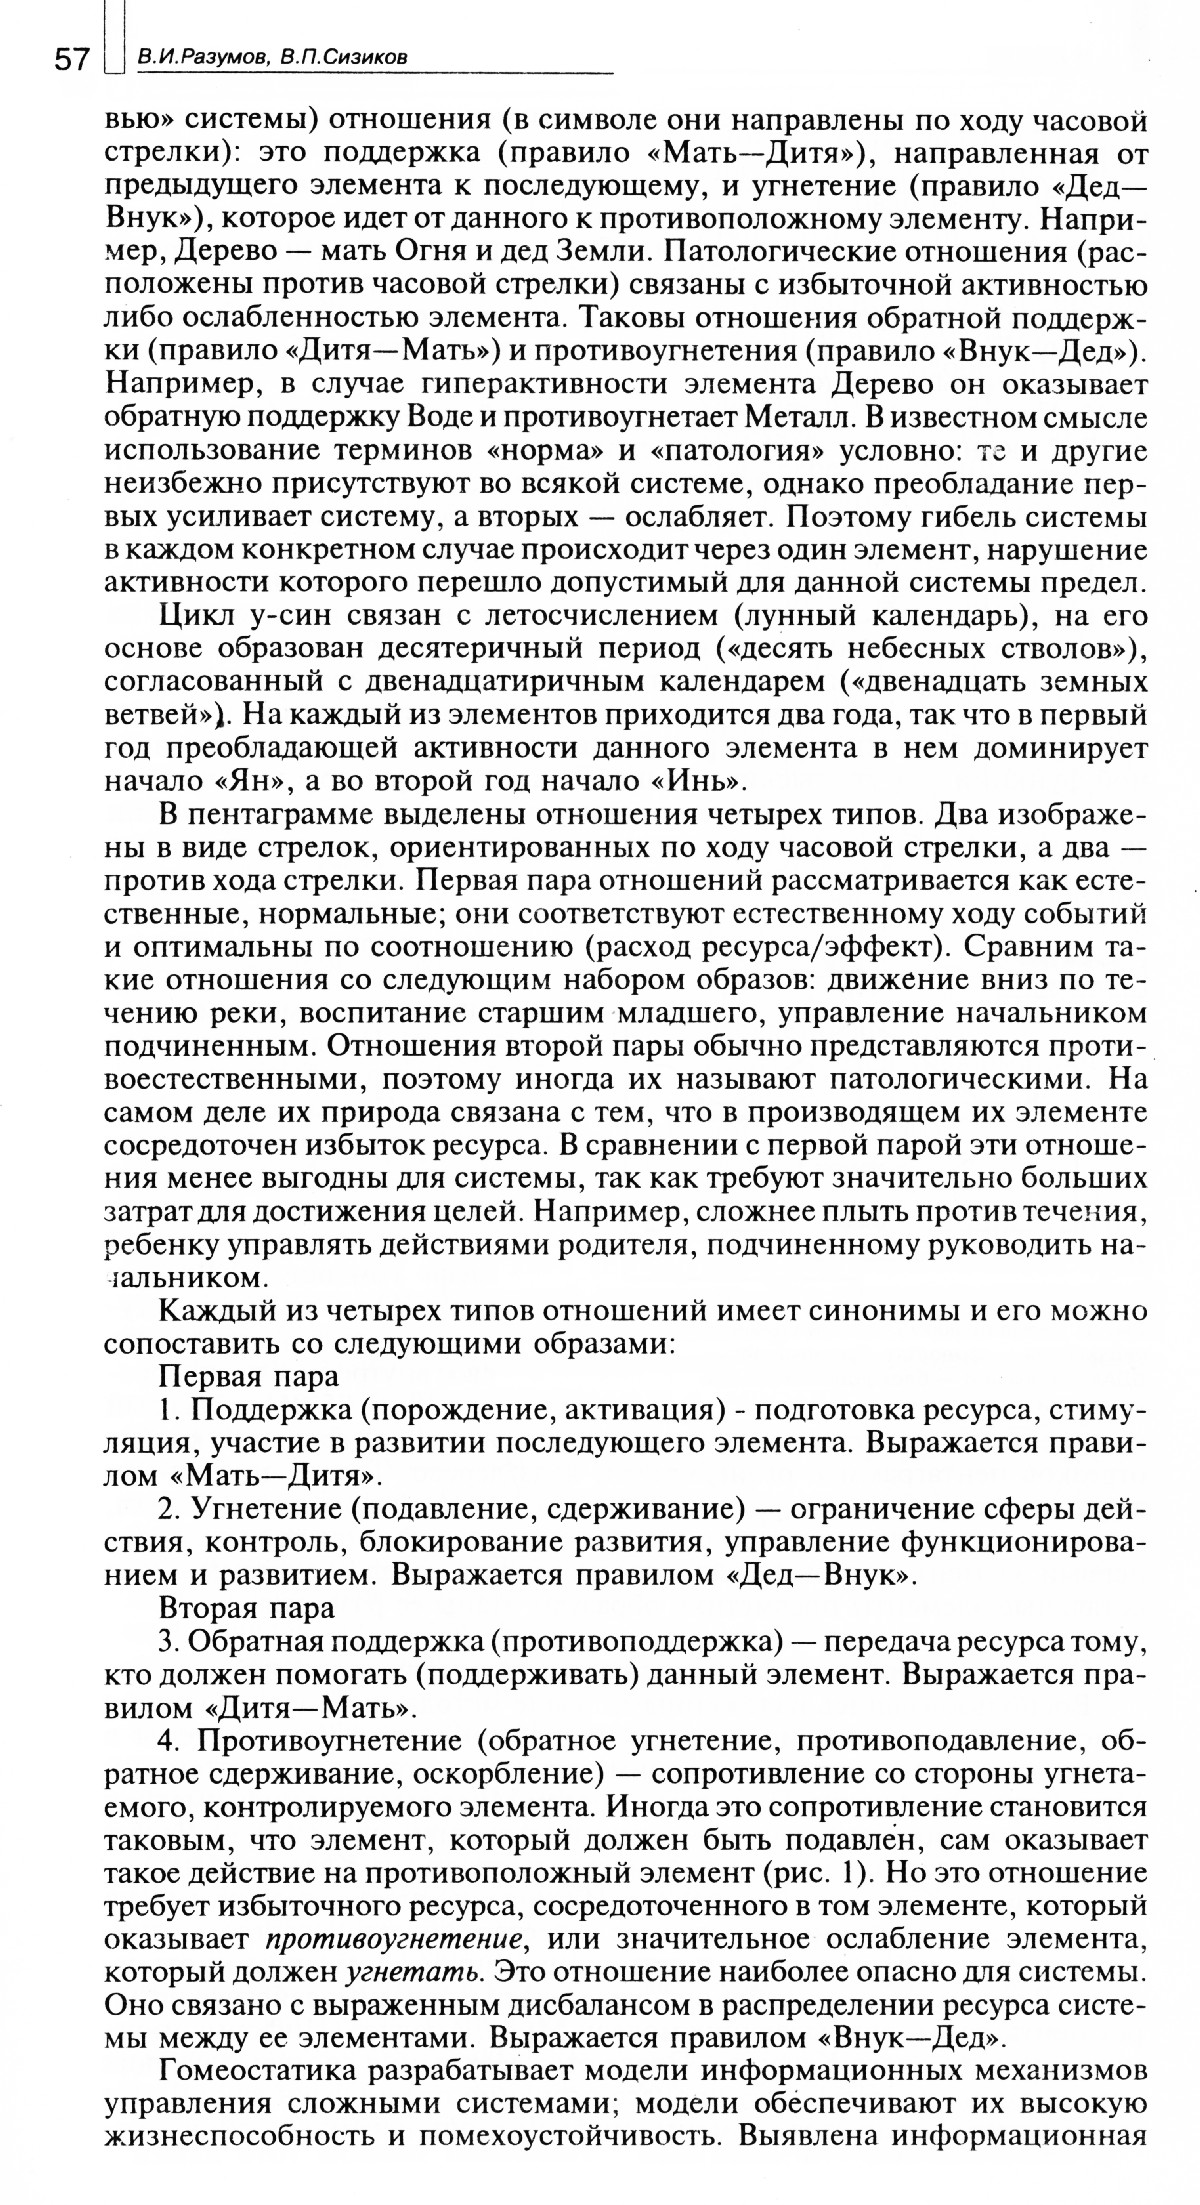 57
В.И.Разумов, В.П.Сизиков
вью» системы) отношения (в символе они направлены по ходу часовой
стрелки): это поддержка (правило «Мать—Дитя»), направленная от
предыдущего элемента к последующему, и угнетение (правило «Дед—
Внук»), которое идет от данного к противоположному элементу. Напри-
мер, Дерево — мать Огня и дед Земли. Патологические отношения (рас-
положены против часовой стрелки) связаны с избыточной активностью
либо ослабленностью элемента. Таковы отношения обратной поддерж-
ки (правило «Дитя—Мать») и противоугнетения (правило «Внук—Дед»).
Например, в случае гиперактивности элемента Дерево он оказывает
обратную поддержку Воде и противоугнетает Металл. В известном смысле
использование терминов «норма» и «патология» условно: те и другие
неизбежно присутствуют во всякой системе, однако преобладание пер-
вых усиливает систему, а вторых — ослабляет. Поэтому гибель системы
в каждом конкретном случае происходит через один элемент, нарушение
активности которого перешло допустимый для данной системы предел.
Цикл у-син связан с летосчислением (лунный календарь), на его
основе образован десятеричный период («десять небесных стволов»),
согласованный с двенадцатиричным календарем («двенадцать земных
ветвей»). На каждый из элементов приходится два года, так что в первый
год преобладающей активности данного элемента в нем доминирует
начало «Ян», а во второй год начало «Инь».
В пентаграмме выделены отношения четырех типов. Два изображе-
ны в виде стрелок, ориентированных по ходу часовой стрелки, а два —
против хода стрелки. Первая пара отношений рассматривается как есте-
ственные, нормальные; они соответствуют естественному ходу событий
и оптимальны по соотношению (расход ресурса/эффект). Сравним та-
кие отношения со следующим набором образов: движение вниз по те-
чению реки, воспитание старшим младшего, управление начальником
подчиненным. Отношения второй пары обычно представляются проти-
воестественными, поэтому иногда их называют патологическими. На
самом деле их природа связана с тем, что в производящем их элементе
сосредоточен избыток ресурса. В сравнении с первой парой эти отноше-
ния менее выгодны для системы, так как требуют значительно больших
затрат для достижения целей. Например, сложнее плыть против течения,
ребенку управлять действиями родителя, подчиненному руководить на-
чальником.
Каждый из четырех типов отношений имеет синонимы и его можно
сопоставить со следующими образами:
Первая пара
1. Поддержка (порождение, активация) - подготовка ресурса, стиму-
ляция, участие в развитии последующего элемента. Выражается прави-
лом «Мать—Дитя».
2. Угнетение (подавление, сдерживание) — ограничение сферы дей-
ствия, контроль, блокирование развития, управление функционирова-
нием и развитием. Выражается правилом «Дед—Внук».
Вторая пара
3. Обратная поддержка (противоподдержка) — передача ресурса тому,
кто должен помогать (поддерживать) данный элемент. Выражается пра-
вилом «Дитя—Мать».
4. Противоугнетение (обратное угнетение, противоподавление, об-
ратное сдерживание, оскорбление) — сопротивление со стороны угнета-
емого, контролируемого элемента. Иногда это сопротивление становится
таковым, что элемент, который должен быть подавлен, сам оказывает
такое действие на противоположный элемент (рис. 1). Но это отношение
требует избыточного ресурса, сосредоточенного в том элементе, который
оказывает противоугнетение, или значительное ослабление элемента,
который должен угнетать. Это отношение наиболее опасно для системы.
Оно связано с выраженным дисбалансом в распределении ресурса систе-
мы между ее элементами. Выражается правилом «Внук—Дед».
Гомеостатика разрабатывает модели информационных механизмов
управления сложными системами; модели обеспечивают их высокую
жизнеспособность и помехоустойчивость. Выявлена информационная